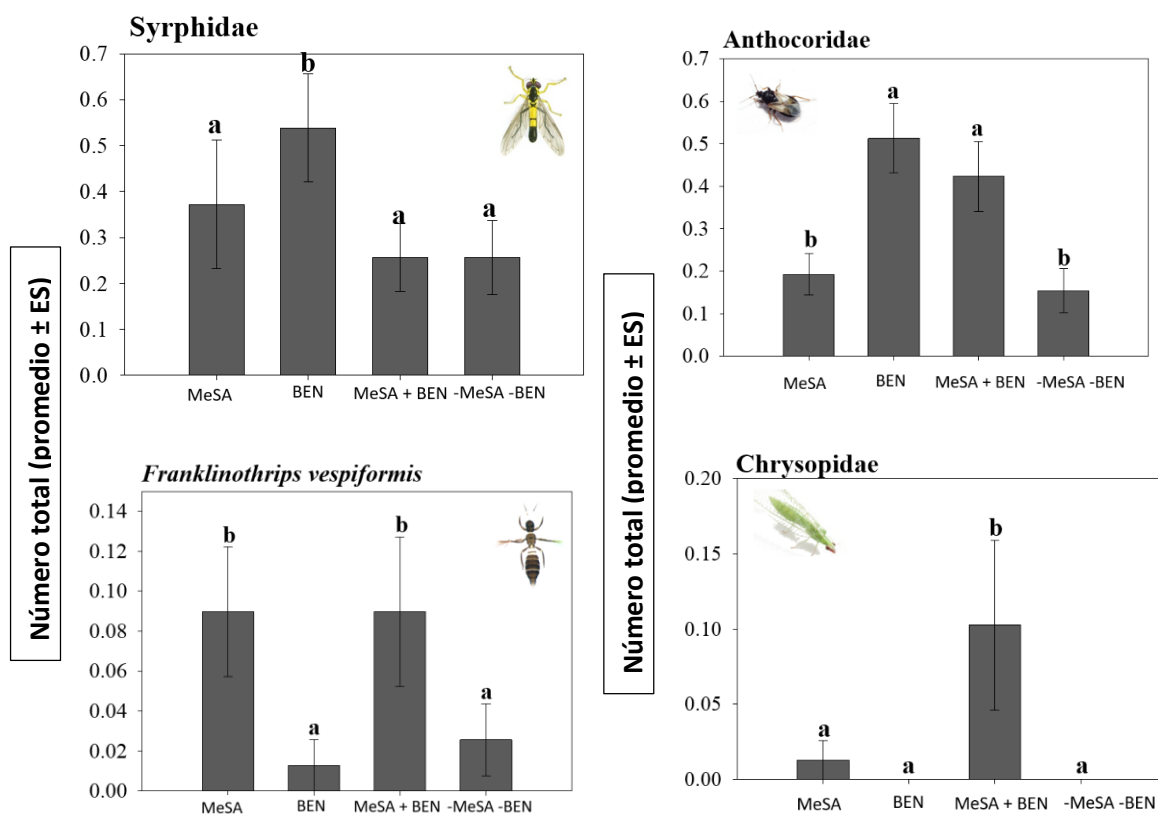 Syrphidae
0.7
0.6
0.5
0.4
0.3
0.2
0.1
0.0
a
b
a
a
MeSA
BEN
MeSA + BEN
-MeSA -BEN
Anthocoridae
0.7
0.6
0.5
0.4
0.3
0.2
0.1
0.0
b
a
a
b
MeSA
BEN
MeSA + BEN
-MeSA -BEN
Número total (promedio ± ES)
Número total (promedio ± ES)
Franklinothrips vespiformis
0.14
0.12
0.10
0.08
0.06
0.04
0.02
0.00
b
a
b
a
MeSA
BEN
MeSA + BEN
-MeSA -BEN
Chrysopidae
0.20
0.15
0.10
0.05
0.00
a
a
b
a
MeSA
BEN
MeSA + BEN
-MeSA -BEN